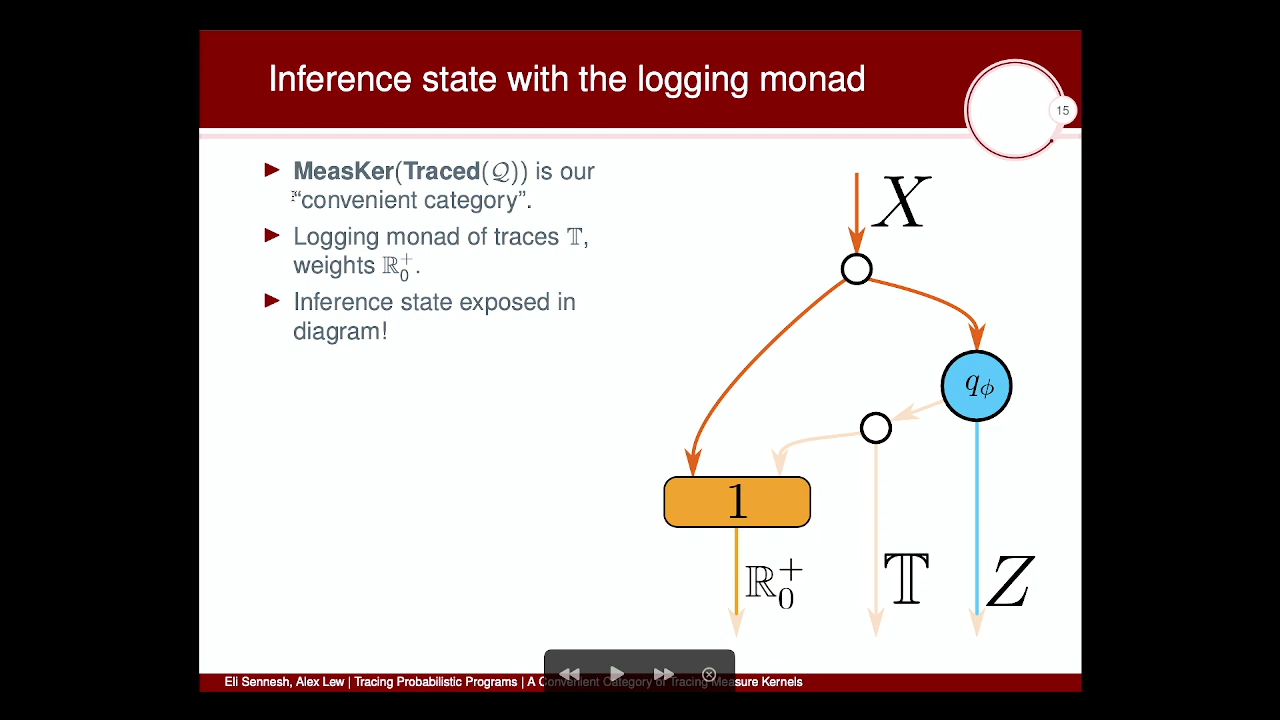 Inference state with the logging monad
15
MeasKer(Traced(𝒬)) is our
“convenient category”.
Logging monad of traces 𝕋,
weights ℝ₀⁺.
Inference state exposed in
diagram!
X
q_ϕ
1
ℝ₀⁺
𝕋
Z
Eli Sennesh, Alex Lew | Tracing Probabilistic Programs | A Convenient Category of Tracing Measure Kernels